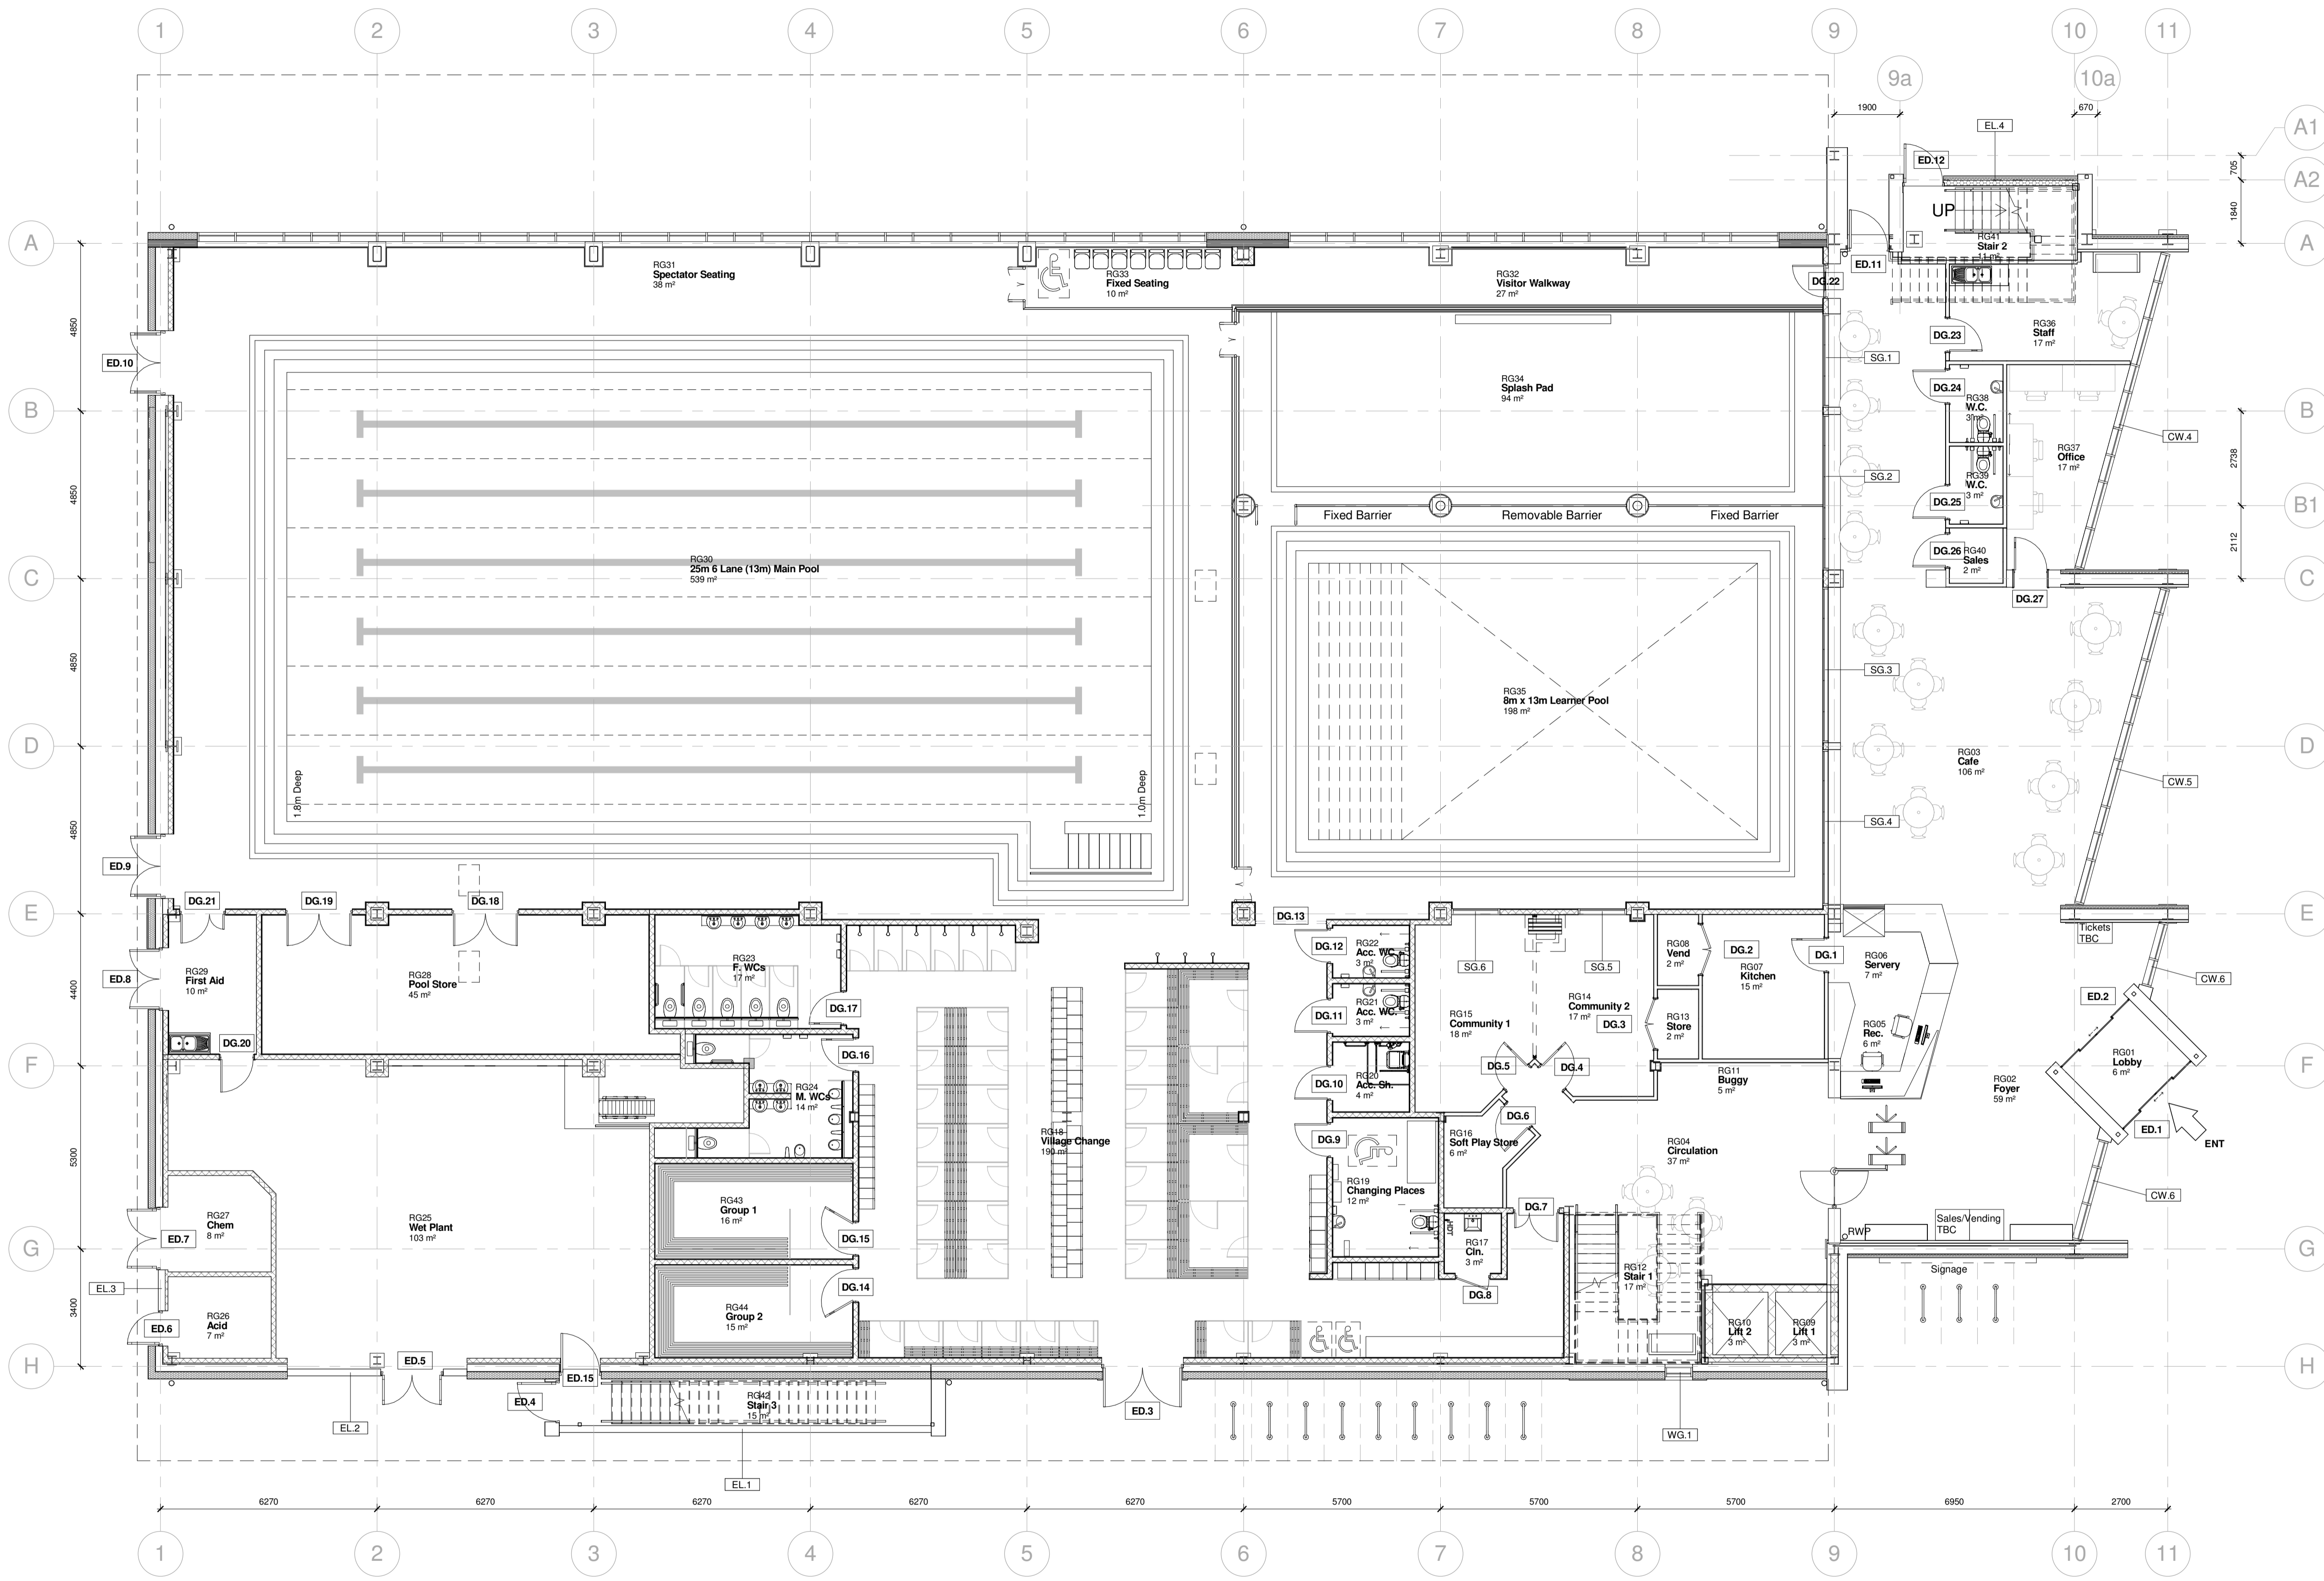 1 2 3 4 5 6 7 8 9 10 11
9a 10a
1900
670
EL.4
A1
705
ED.12
A2
UP
1840
A
RG41
Stair 2
11 m²
A
ED.11
RG31
Spectator Seating
38 m²
RG33
Fixed Seating
10 m²
RG32
Visitor Walkway
27 m²
DG.22
4850
RG36
Staff
17 m²
DG.23
ED.10
SG.1
RG34
Splash Pad
94 m²
DG.24
RG38
W.C.
3 m²
B
B
CW.4
2738
RG37
Office
17 m²
SG.2
RG39
W.C.
3 m²
4850
DG.25
B1
Fixed Barrier
Removable Barrier
Fixed Barrier
2112
DG.26
RG40
Sales
2 m²
RG30
25m 6 Lane (13m) Main Pool
539 m²
C
C
DG.27
4850
SG.3
RG35
8m x 13m Learner Pool
198 m²
D
D
RG03
Cafe
106 m²
CW.5
1.8m Deep
1.0m Deep
4850
SG.4
ED.9
DG.21
DG.19
DG.18
E
E
DG.13
Tickets
TBC
DG.12
RG22
Acc. WC
3 m²
RG08
Vend
2 m²
DG.2
DG.1
RG06
Servery
7 m²
RG23
F. WCs
17 m²
RG07
Kitchen
15 m²
SG.6
SG.5
ED.8
RG29
First Aid
10 m²
RG28
Pool Store
45 m²
CW.6
4400
ED.2
DG.17
RG21
Acc. WC.
3 m²
DG.11
RG15
Community 1
18 m²
RG14
Community 2
17 m²
DG.3
RG13
Store
2 m²
RG05
Rec.
6 m²
DG.20
DG.16
F
F
RG01
Lobby
6 m²
DG.5
DG.4
RG11
Buggy
5 m²
RG20
Acc. Sh.
4 m²
DG.10
RG02
Foyer
59 m²
RG24
M. WCs
14 m²
DG.6
ED.1
ENT
RG18
Village Change
190 m²
DG.9
RG16
Soft Play Store
6 m²
RG04
Circulation
37 m²
5300
RG19
Changing Places
12 m²
CW.6
RG43
Group 1
16 m²
DG.7
RG27
Chem
8 m²
RG25
Wet Plant
103 m²
Sales/Vending
TBC
RWP
HDT
ED.7
DG.15
RG17
Cln.
3 m²
G
G
Signage
RG12
Stair 1
17 m²
EL.3
DG.14
DG.8
3400
RG44
Group 2
15 m²
RG26
Acid
7 m²
ED.6
RG10
Lift 2
3 m²
RG09
Lift 1
3 m²
ED.5
H
H
ED.15
ED.4
RG42
Stair 3
15 m²
ED.3
EL.2
WG.1
EL.1
6270 6270 6270 6270 6270 5700 5700 5700 6950 2700
1 2 3 4 5 6 7 8 9 10 11